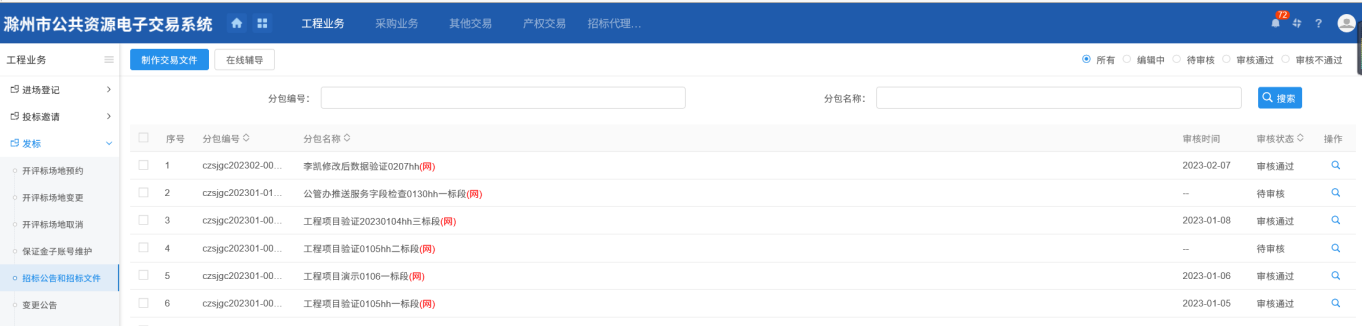 滁州市公共资源电子交易系统 工程业务 采购业务 其他交易 产权交易 招标代理... 72 ?
工程业务 制作交易文件 在线辅导 所有 编辑中 待审核 审核通过 审核不通过
进场登记
投标邀请
发标
开评标场地预约
开评标场地变更
开评标场地取消
保证金子账号维护
招标公告和招标文件
变更公告
分包编号： 分包名称： 搜索
序号 分包编号 分包名称 审核时间 审核状态 操作
1 czsjgc202302-00... 李凯修改后数据验证0207hh(网) 2023-02-07 审核通过
2 czsjgc202301-01... 公管办推送服务字段检查0130hh一标段(网) -- 待审核
3 czsjgc202301-00... 工程项目验证20230104hh三标段(网) 2023-01-08 审核通过
4 czsjgc202301-00... 工程项目验证0105hh二标段(网) -- 待审核
5 czsjgc202301-00... 工程项目演示0106一标段(网) 2023-01-06 审核通过
6 czsjgc202301-00... 工程项目验证0105hh一标段(网) 2023-01-05 审核通过